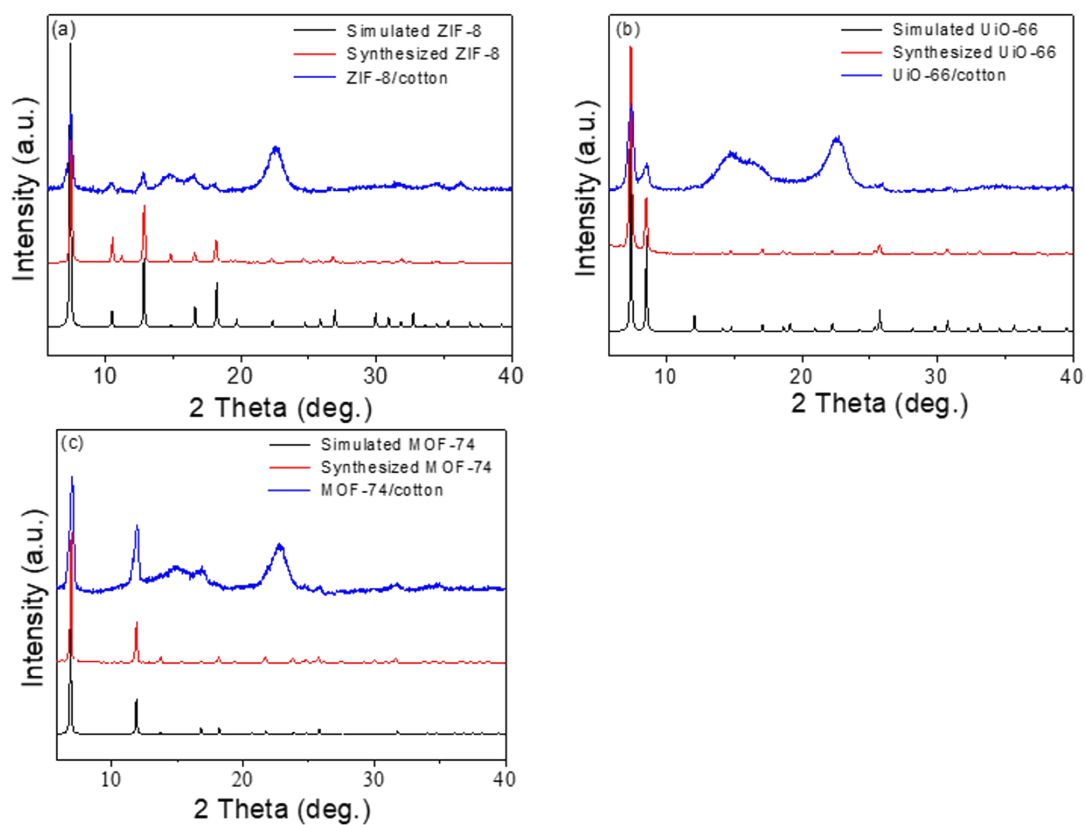 (a)
Simulated ZIF-8
Synthesized ZIF-8
ZIF-8/cotton
Intensity (a.u.)
10 20 30 40
2 Theta (deg.)
(b)
Simulated UiO-66
Synthesized UiO-66
UiO-66/cotton
Intensity (a.u.)
10 20 30 40
2 Theta (deg.)
(c)
Simulated MOF-74
Synthesized MOF-74
MOF-74/cotton
Intensity (a.u.)
10 20 30 40
2 Theta (deg.)